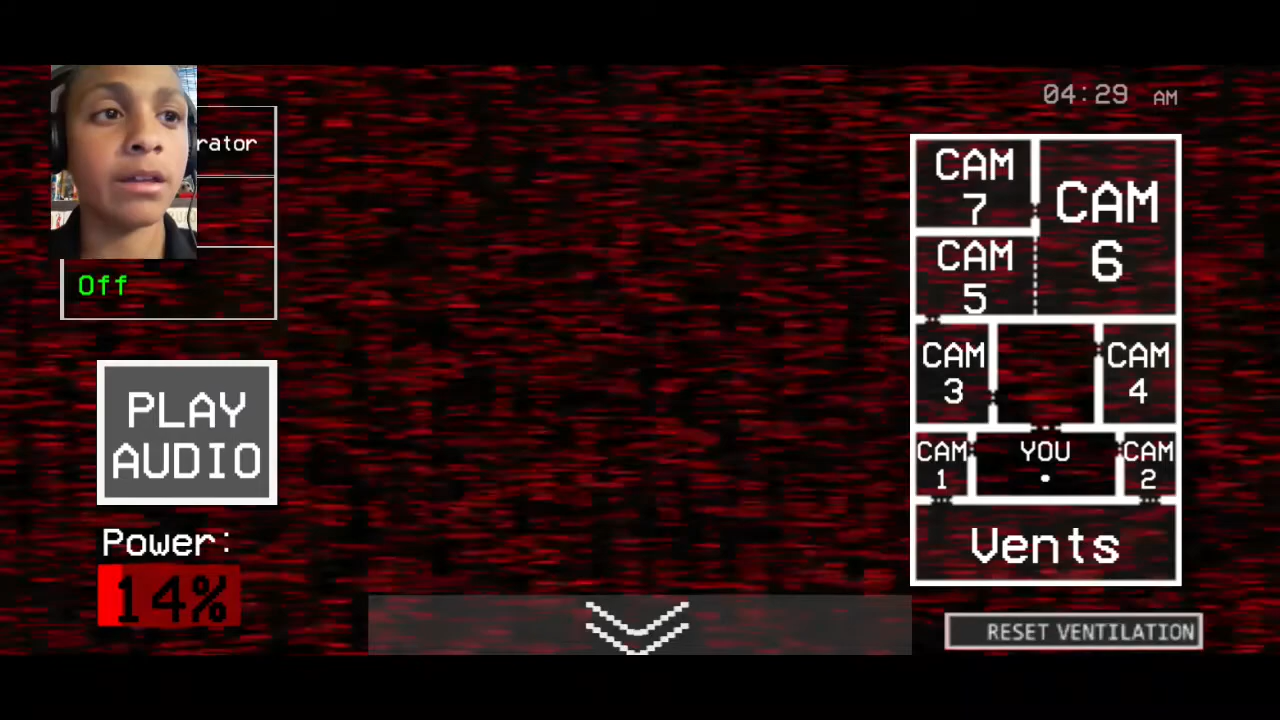 04:29 AM
rator
Off
PLAY
AUDIO
Power:
14%
CAM
7
CAM
6
CAM
5
CAM
3
CAM
4
CAM
1
YOU
CAM
2
Vents
RESET VENTILATION